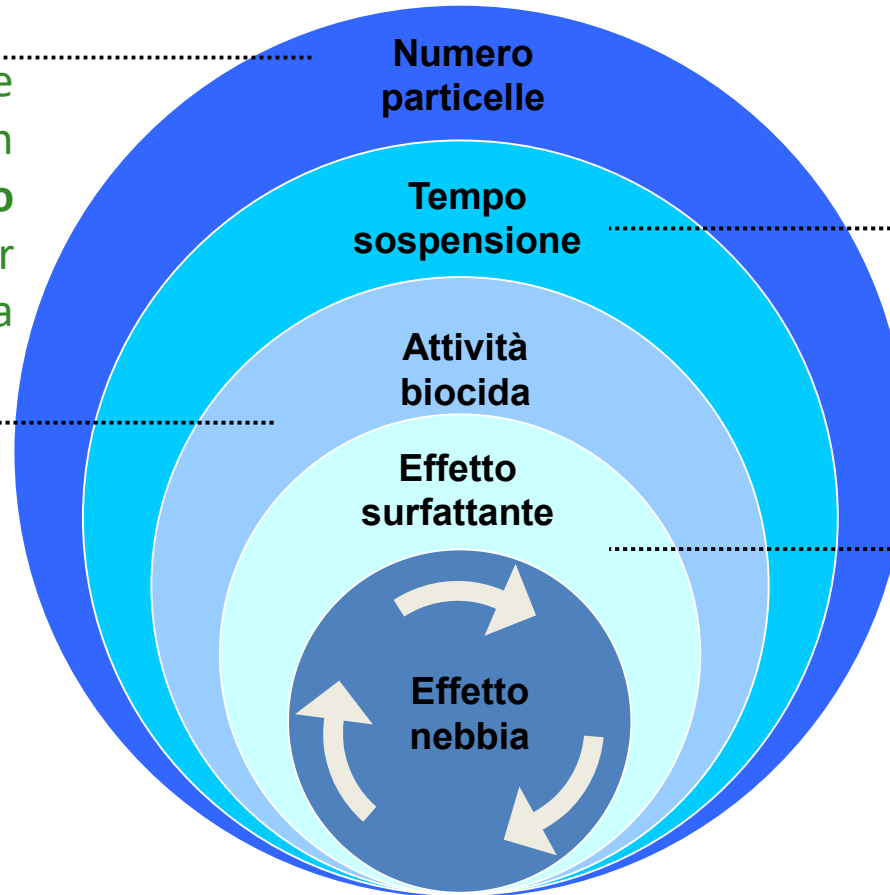 Numero
particelle
e
n
o
r
a
Tempo
sospensione
Attività
biocida
Effetto
surfattante
Effetto
nebbia